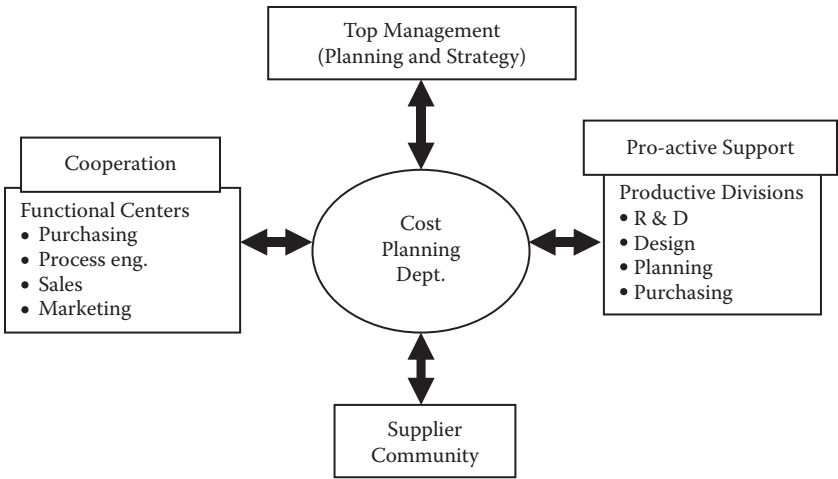 Top Management
(Planning and Strategy)
Cooperation
Functional Centers
• Purchasing
• Process eng.
• Sales
• Marketing
Cost
Planning
Dept.
Pro-active Support
Productive Divisions
• R & D
• Design
• Planning
• Purchasing
Supplier
Community